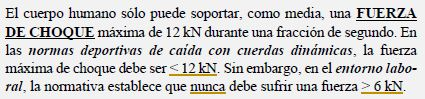 El cuerpo humano sólo puede soportar, como media, una FUERZA
DE CHOQUE máxima de 12 kN durante una fracción de segundo. En
las normas deportivas de caída con cuerdas dinámicas, la fuerza
máxima de choque debe ser < 12 kN. Sin embargo, en el entorno labo-
ral, la normativa establece que nunca debe sufrir una fuerza > 6 kN.